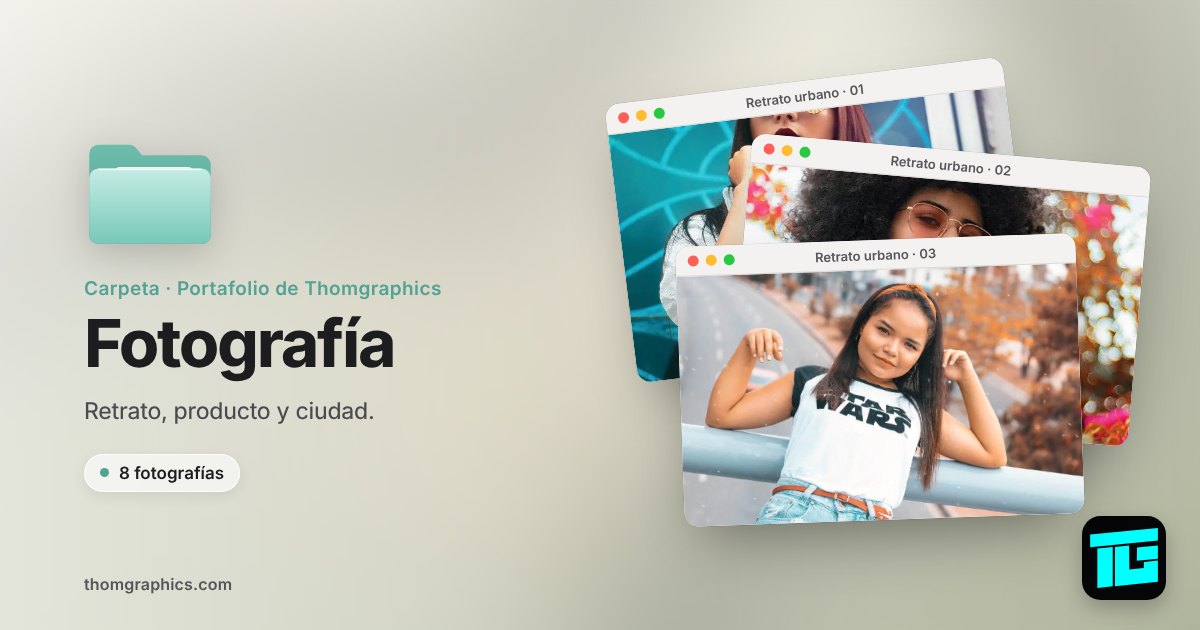 Carpeta · Portafolio de Thomgraphics
Fotografía
Retrato, producto y ciudad.
8 fotografías
thomgraphics.com
Retrato urbano · 01
Retrato urbano · 02
Retrato urbano · 03
STAR
WARS
TG